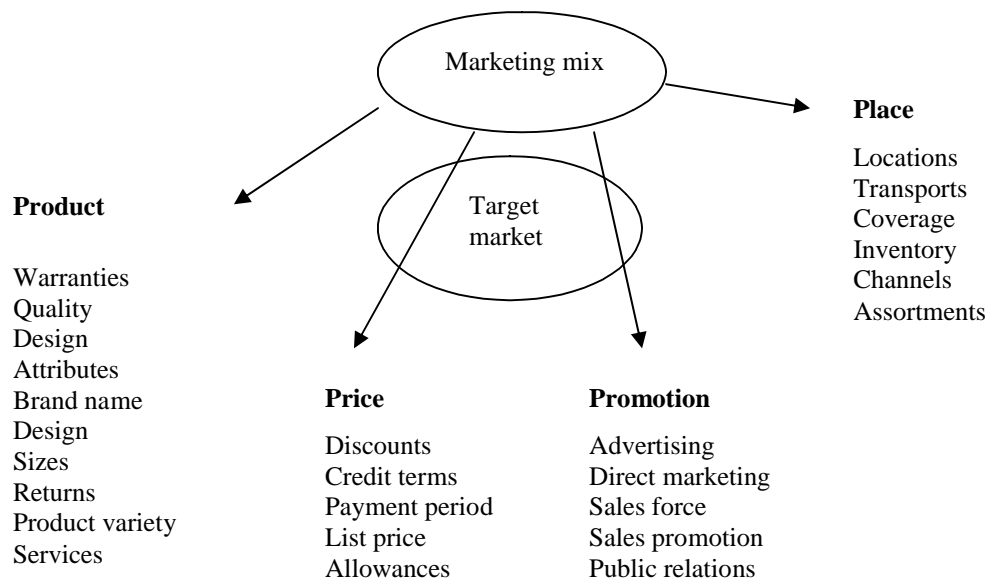 Marketing mix
Target
market
Product
Warranties
Quality
Design
Attributes
Brand name
Design
Sizes
Returns
Product variety
Services
Price
Discounts
Credit terms
Payment period
List price
Allowances
Promotion
Advertising
Direct marketing
Sales force
Sales promotion
Public relations
Place
Locations
Transports
Coverage
Inventory
Channels
Assortments